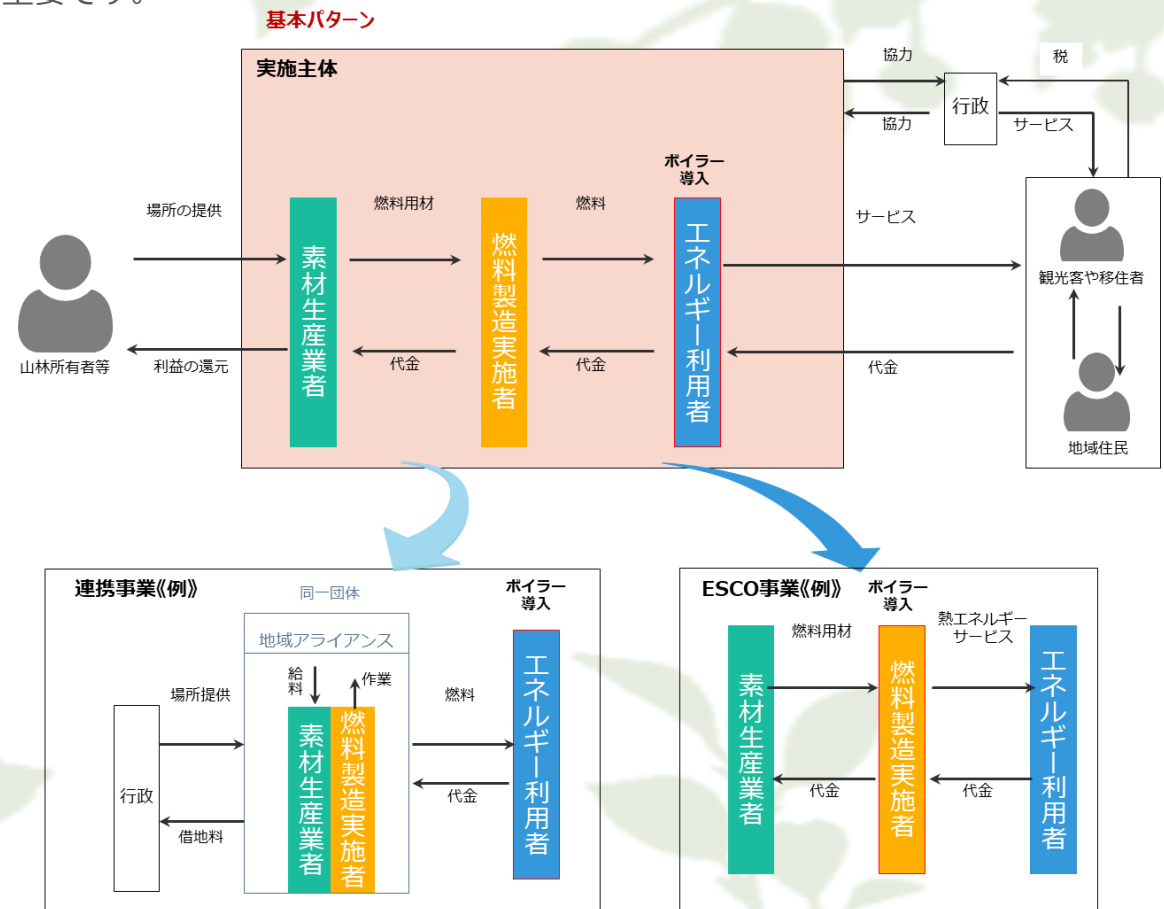 重要です。
基本パターン
実施主体
協力
税
行政
協力
サービス
ボイラー
導入
場所の提供
燃料用材
燃料
サービス
素材生産業者
燃料製造実施者
エネルギー利用者
観光客や移住者
山林所有者等
利益の還元
代金
代金
代金
地域住民
連携事業《例》
同一団体
ボイラー
導入
地域アライアンス
給料
作業
場所提供
燃料
行政
素材生産業者
燃料製造実施者
エネルギー利用者
代金
借地料
ESCO事業《例》
ボイラー
導入
燃料用材
熱エネルギー
サービス
素材生産業者
燃料製造実施者
エネルギー利用者
代金
代金